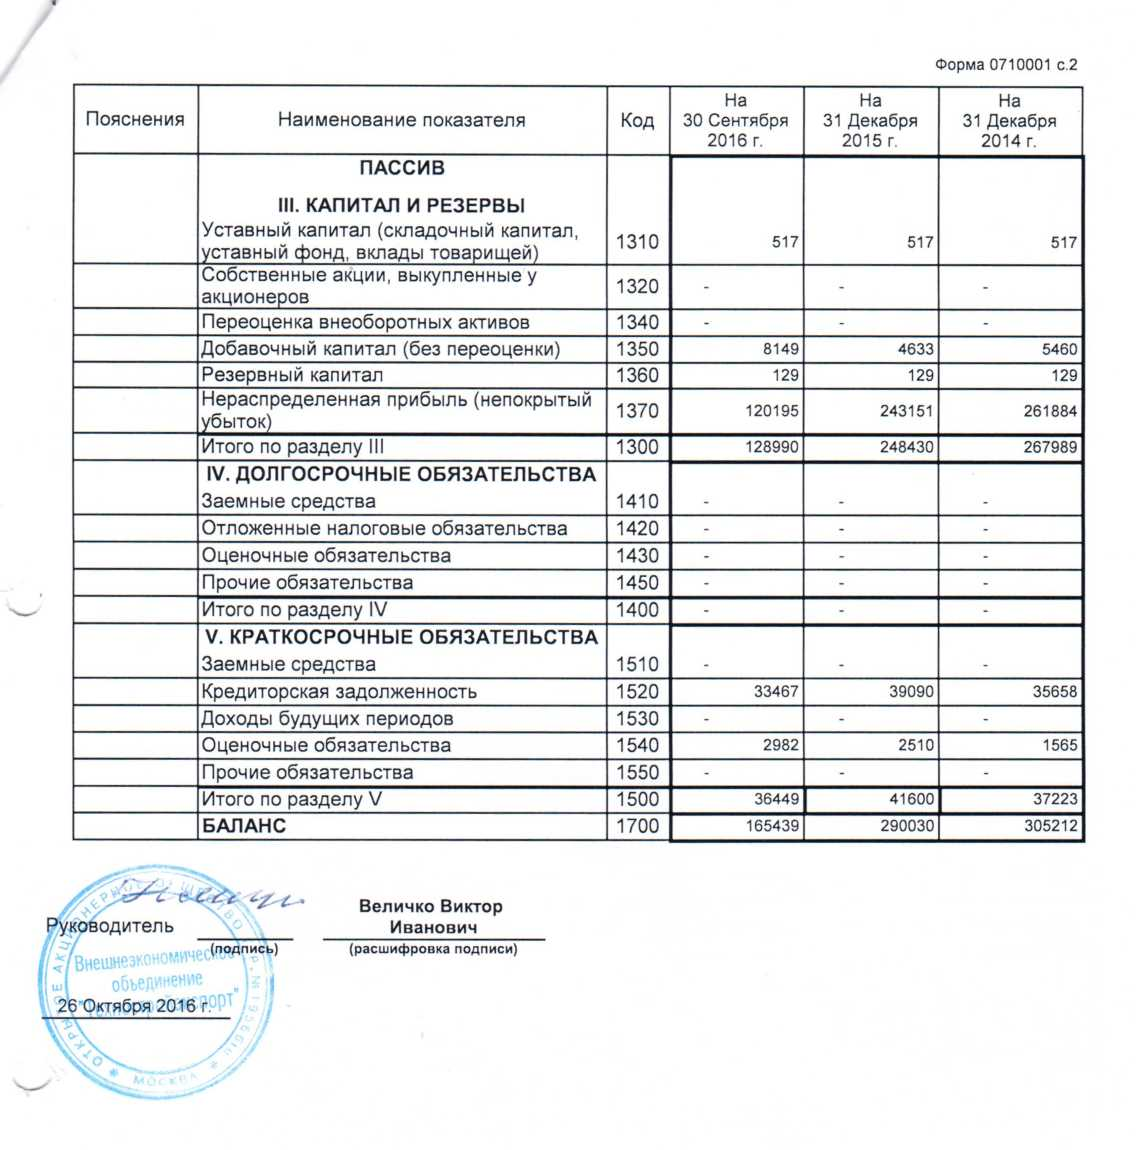 Форма 0710001 с.2
Пояснения Наименование показателя Код На 30 Сентября 2016 г. На 31 Декабря 2015 г. На 31 Декабря 2014 г.
ПАССИВ
III. КАПИТАЛ И РЕЗЕРВЫ
Уставный капитал (складочный капитал,
уставный фонд, вклады товарищей) 1310 517 517 517
Собственные акции, выкупленные у
акционеров 1320 - - -
Переоценка внеоборотных активов 1340 - - -
Добавочный капитал (без переоценки) 1350 8149 4633 5460
Резервный капитал 1360 129 129 129
Нераспределенная прибыль (непокрытый
убыток) 1370 120195 243151 261884
Итого по разделу III 1300 128990 248430 267989
IV. ДОЛГОСРОЧНЫЕ ОБЯЗАТЕЛЬСТВА
Заемные средства 1410 - - -
Отложенные налоговые обязательства 1420 - - -
Оценочные обязательства 1430 - - -
Прочие обязательства 1450 - - -
Итого по разделу IV 1400 - - -
V. КРАТКОСРОЧНЫЕ ОБЯЗАТЕЛЬСТВА
Заемные средства 1510 - - -
Кредиторская задолженность 1520 33467 39090 35658
Доходы будущих периодов 1530 - - -
Оценочные обязательства 1540 2982 2510 1565
Прочие обязательства 1550 - - -
Итого по разделу V 1500 36449 41600 37223
БАЛАНС 1700 165439 290030 305212
Руководитель
(подпись)
Величко Виктор
Иванович
(расшифровка подписи)
26 Октября 2016 г.
ОТКРЫТОЕ АКЦИОНЕРНОЕ ОБЩЕСТВО
Внешнеэкономическое
объединение
МОСКВА